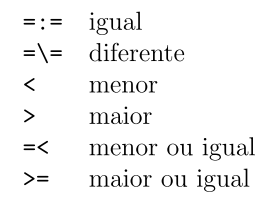 =:= igual
=\= diferente
< menor
> maior
=< menor ou igual
>= maior ou igual